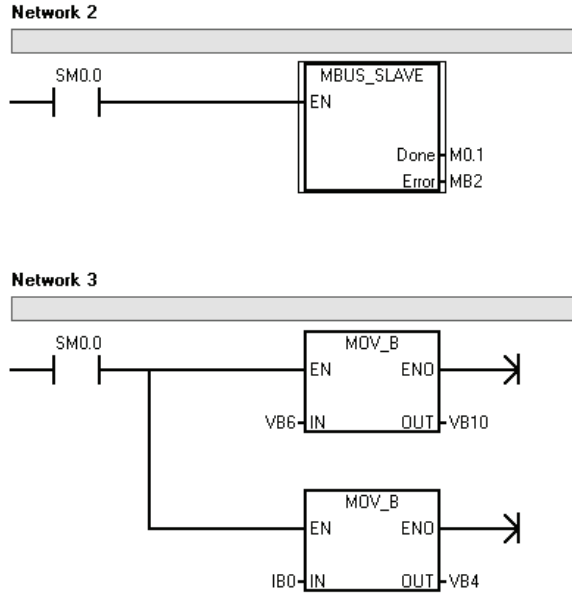 Network 2
SM0.0
MBUS_SLAVE
EN
Done M0.1
Error MB2
Network 3
SM0.0
MOV_B
EN ENO
VB6 IN OUT VB10
MOV_B
EN ENO
IB0 IN OUT VB4